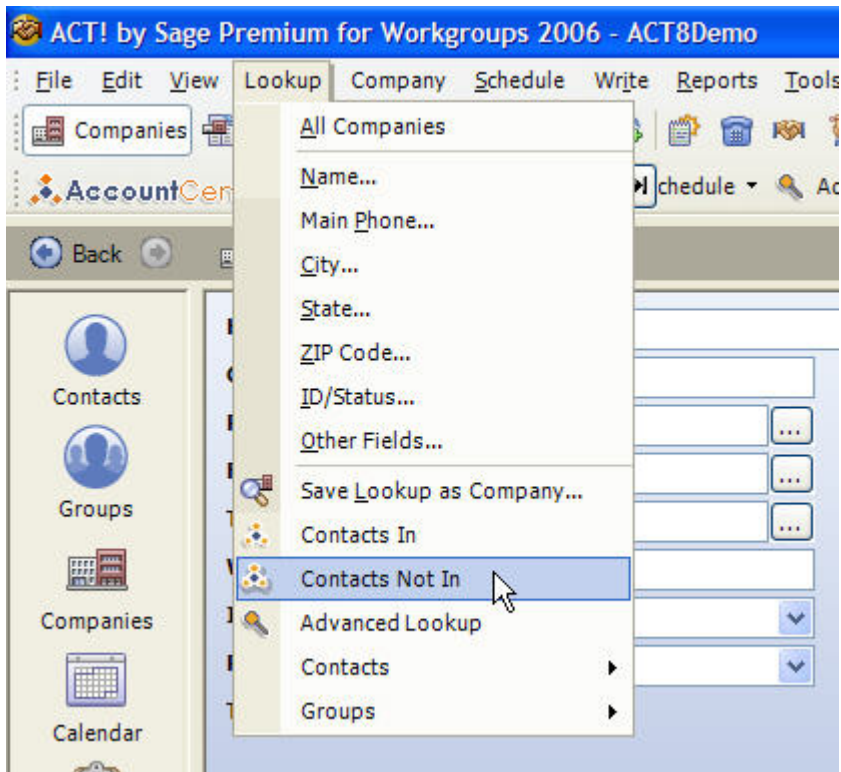 ACT! by Sage Premium for Workgroups 2006 - ACT8Demo
File Edit View Lookup Company Schedule Write Reports Tools
Companies
AccountCen
chedule
Back
All Companies
Name...
Main Phone...
City...
State...
ZIP Code...
ID/Status...
Other Fields...
Save Lookup as Company...
Contacts In
Contacts Not In
Advanced Lookup
Contacts
Groups
Contacts
Groups
Companies
Calendar
...
...
...